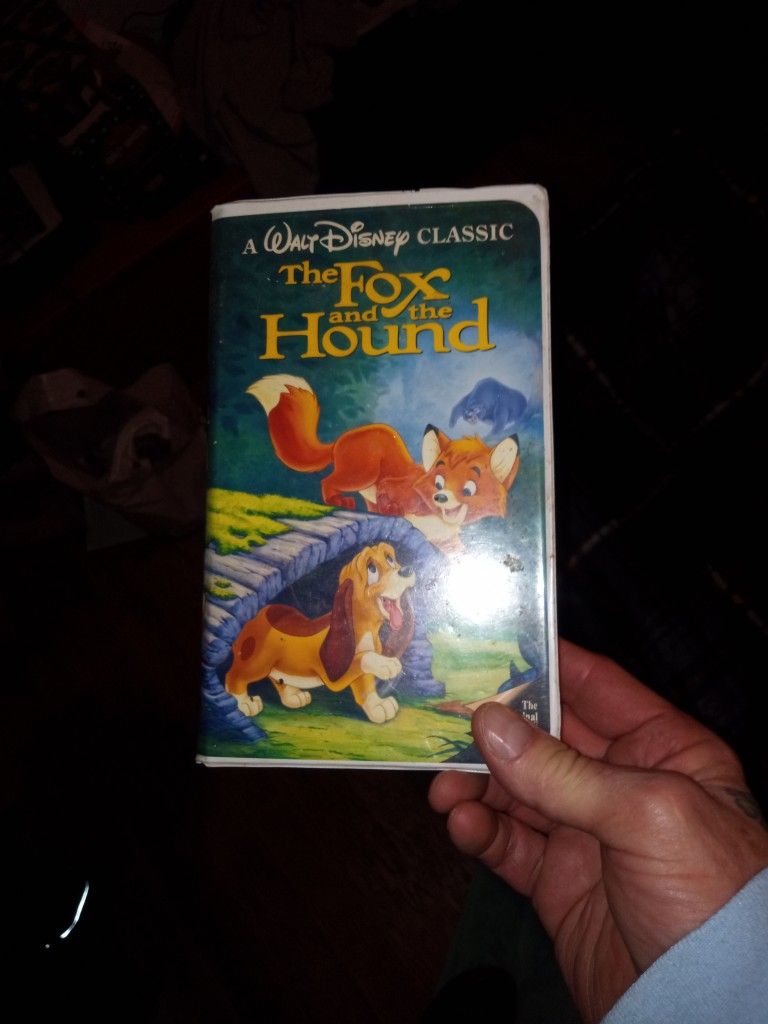 A WALT DISNEY CLASSIC
The Fox
and the
Hound
The